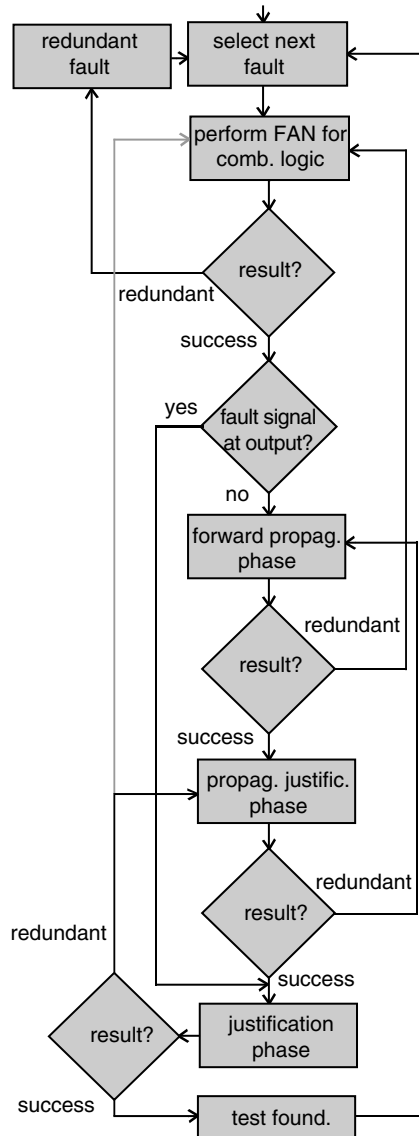 redundant
fault
select next
fault
perform FAN for
comb. logic
result?
redundant
success
yes
fault signal
at output?
no
forward propag.
phase
redundant
result?
success
propag. justific.
phase
redundant
result?
redundant
success
result?
justification
phase
success
test found.